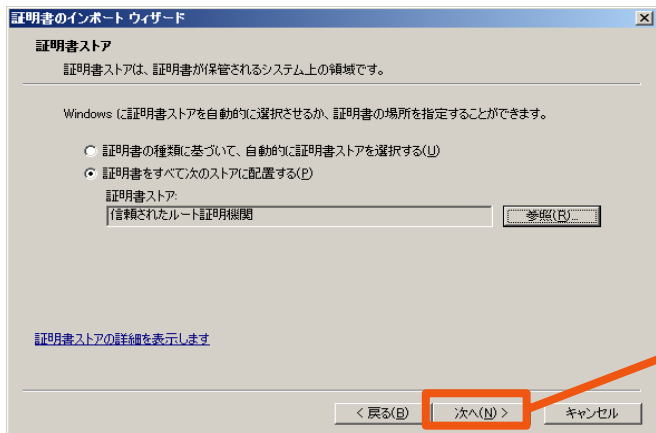 証明書のインポート ウィザード
証明書ストア
証明書ストアは、証明書が保管されるシステム上の領域です。
Windows に証明書ストアを自動的に選択させるか、証明書の場所を指定することができます。
証明書の種類に基づいて、自動的に証明書ストアを選択する(U)
証明書をすべて次のストアに配置する(P)
証明書ストア:
信頼されたルート証明機関
参照(R)...
証明書ストアの詳細を表示します
< 戻る(B)
次へ(N) >
キャンセル